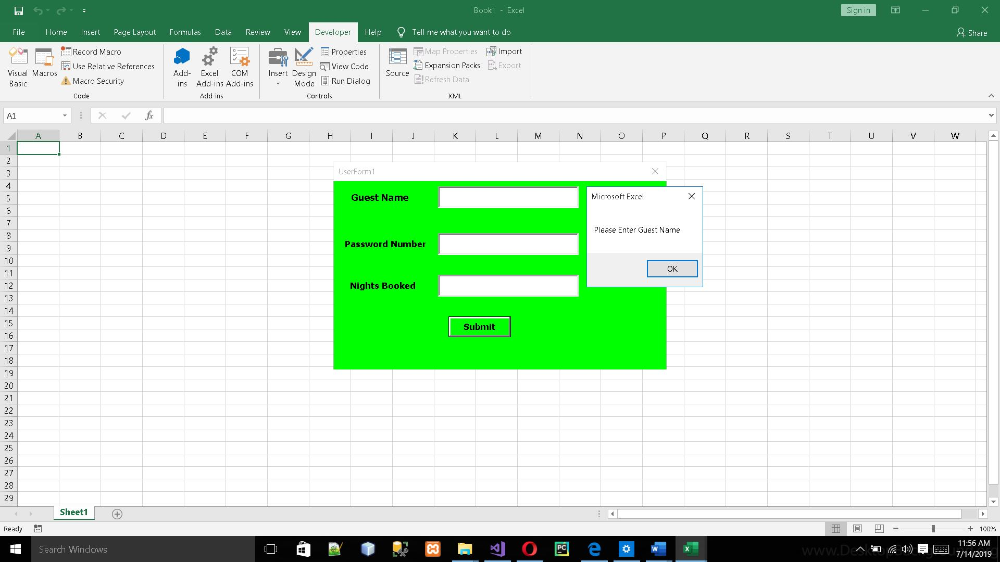 Book1 - Excel
Sign in
File Home Insert Page Layout Formulas Data Review View Developer Help Tell me what you want to do
Share
Visual Basic
Macros
Record Macro
Use Relative References
Macro Security
Code
Add-ins
Excel Add-ins
COM Add-ins
Add-ins
Insert
Design Mode
Properties
View Code
Run Dialog
Controls
Source
Map Properties
Expansion Packs
Refresh Data
Import
Export
XML
A1
fx
A B C D E F G H I J K L M N O P Q R S T U V W
1
2
3
4
5
6
7
8
9
10
11
12
13
14
15
16
17
18
19
20
21
22
23
24
25
26
27
28
29
UserForm1
Guest Name
Password Number
Nights Booked
Submit
Microsoft Excel
Please Enter Guest Name
OK
Sheet1
Ready
100%
Search Windows
PC
11:56 AM
7/14/2019
www.DesktopBackground.org